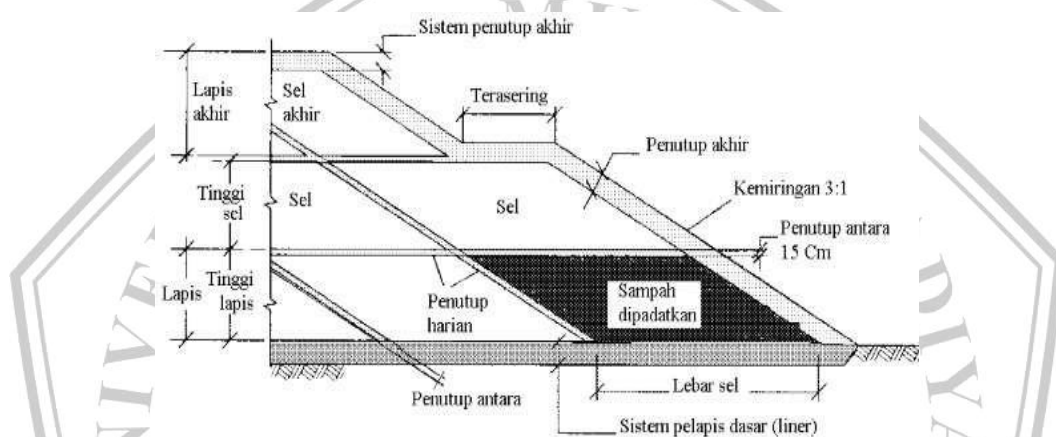 Sistem penutup akhir
Lapis
akhir
Sel
akhir
Terasering
Penutup akhir
Kemiringan 3:1
Tinggi
sel
Sel
Sel
Penutup antara
15 Cm
Lapis
Tinggi
lapis
Penutup
harian
Sampah
dipadatkan
Penutup antara
Lebar sel
Sistem pelapis dasar (liner)